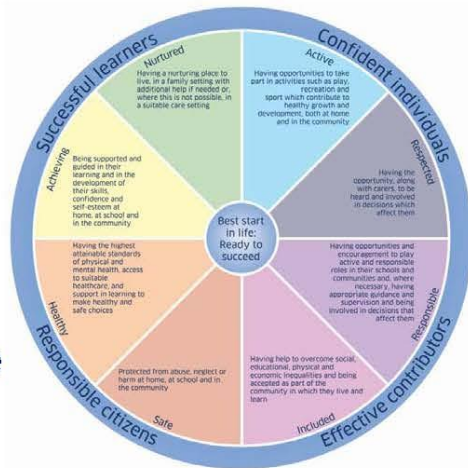 Successful learners
Confident individuals
Nurtured
Having a nurturing place to
live, in a family setting with
additional help if needed or,
where this is not possible, in
a suitable care setting
Active
Having opportunities to take
part in activities such as play,
recreation and
sport which contribute to
healthy growth and
development, both at home
and in the community
Achieving
Being supported and
guided in their
learning and in the
development of
their skills,
confidence and
self-esteem at
home, at school and
in the community
Respected
Having the
opportunity, along
with carers, to be
heard and involved
in decisions which
affect them
Best start
in life:
Ready to
succeed
Healthy
Having the highest
attainable standards
of physical and
mental health, access
to suitable
healthcare, and
support in learning to
make healthy and
safe choices
Responsible
Having opportunities and
encouragement to play
active and responsible
roles in their schools and
communities and, where
necessary, having
appropriate guidance and
supervision and being
involved in decisions that
affect them
Protected from abuse, neglect or
harm at home, at school and in
the community
Safe
Having help to overcome social,
educational, physical and
economic inequalities and being
accepted as part of the
community in which they live and
learn
Included
Responsible citizens
Effective contributors